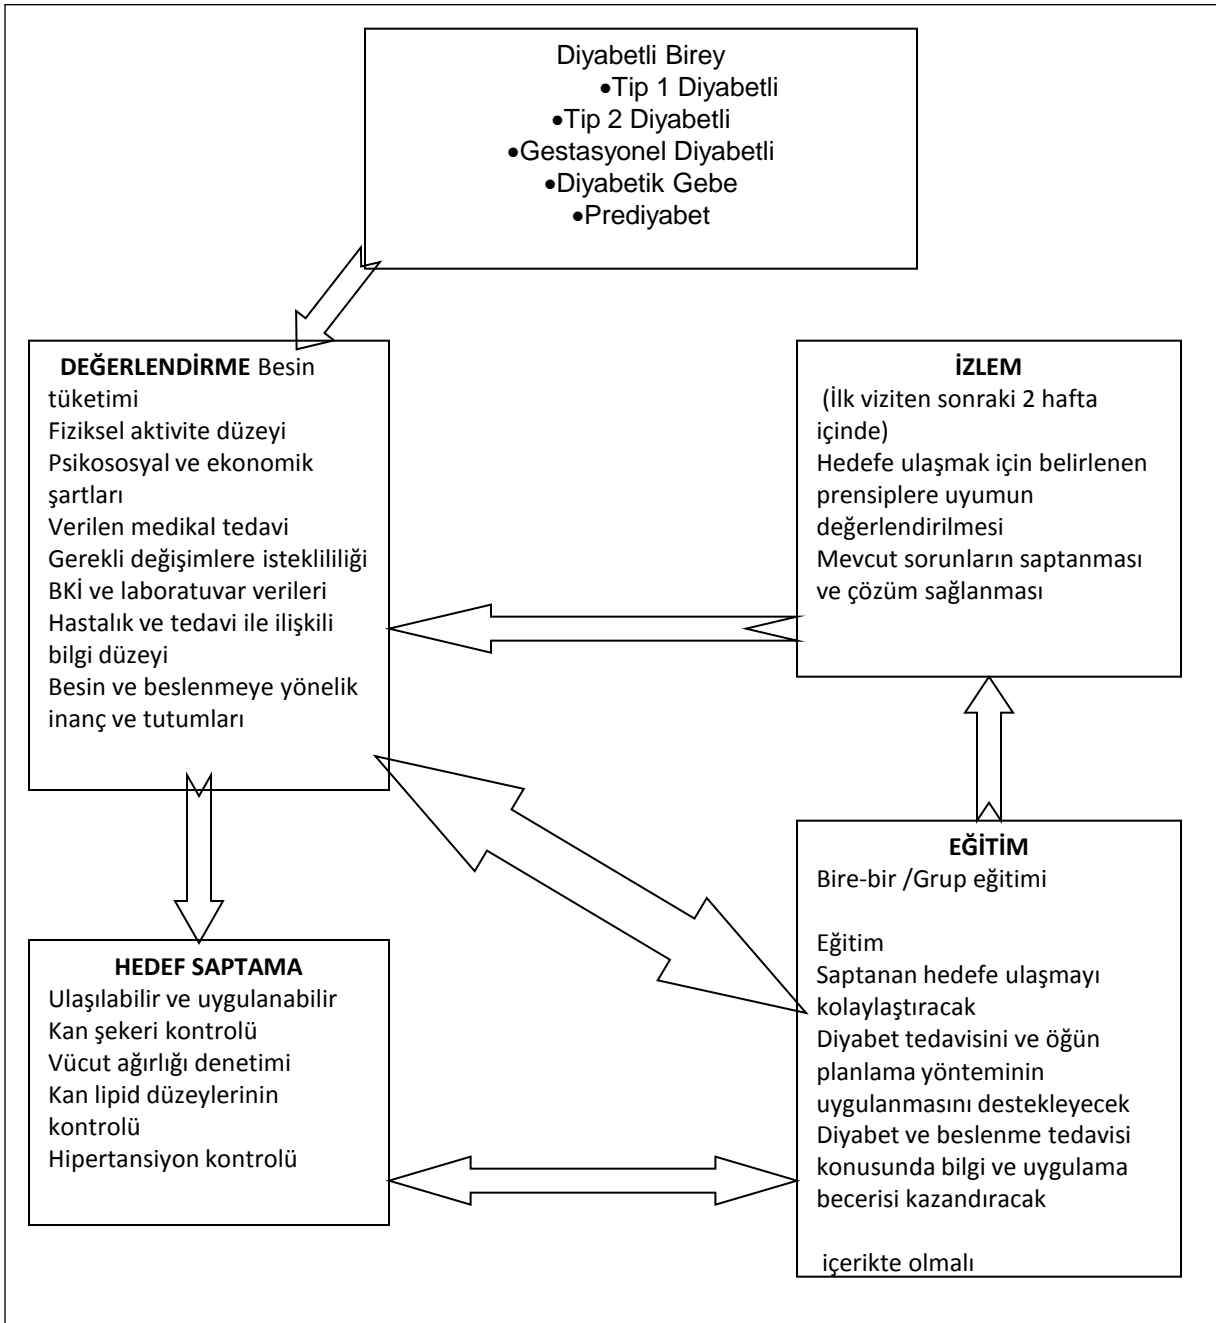 Diyabetli Birey
•Tip 1 Diyabetli
•Tip 2 Diyabetli
•Gestasyonel Diyabetli
•Diyabetik Gebe
•Prediyabet
DEĞERLENDİRME Besin
tüketimi
Fiziksel aktivite düzeyi
Psikososyal ve ekonomik
şartları
Verilen medikal tedavi
Gerekli değişimlere istekliliği
BKİ ve laboratuvar verileri
Hastalık ve tedavi ile ilişkili
bilgi düzeyi
Besin ve beslenmeye yönelik
inanç ve tutumları
İZLEM
(İlk viziten sonraki 2 hafta
içinde)
Hedefe ulaşmak için belirlenen
prensiplere uyumun
değerlendirilmesi
Mevcut sorunların saptanması
ve çözüm sağlanması
HEDEF SAPTAMA
Ulaşılabilir ve uygulanabilir
Kan şekeri kontrolü
Vücut ağırlığı denetimi
Kan lipid düzeylerinin
kontrolü
Hipertansiyon kontrolü
EĞİTİM
Bire-bir /Grup eğitimi
Eğitim
Saptanan hedefe ulaşmayı
kolaylaştıracak
Diyabet tedavisini ve öğün
planlama yönteminin
uygulanmasını destekleyecek
Diyabet ve beslenme tedavisi
konusunda bilgi ve uygulama
becerisi kazandıracak
içerikte olmalı